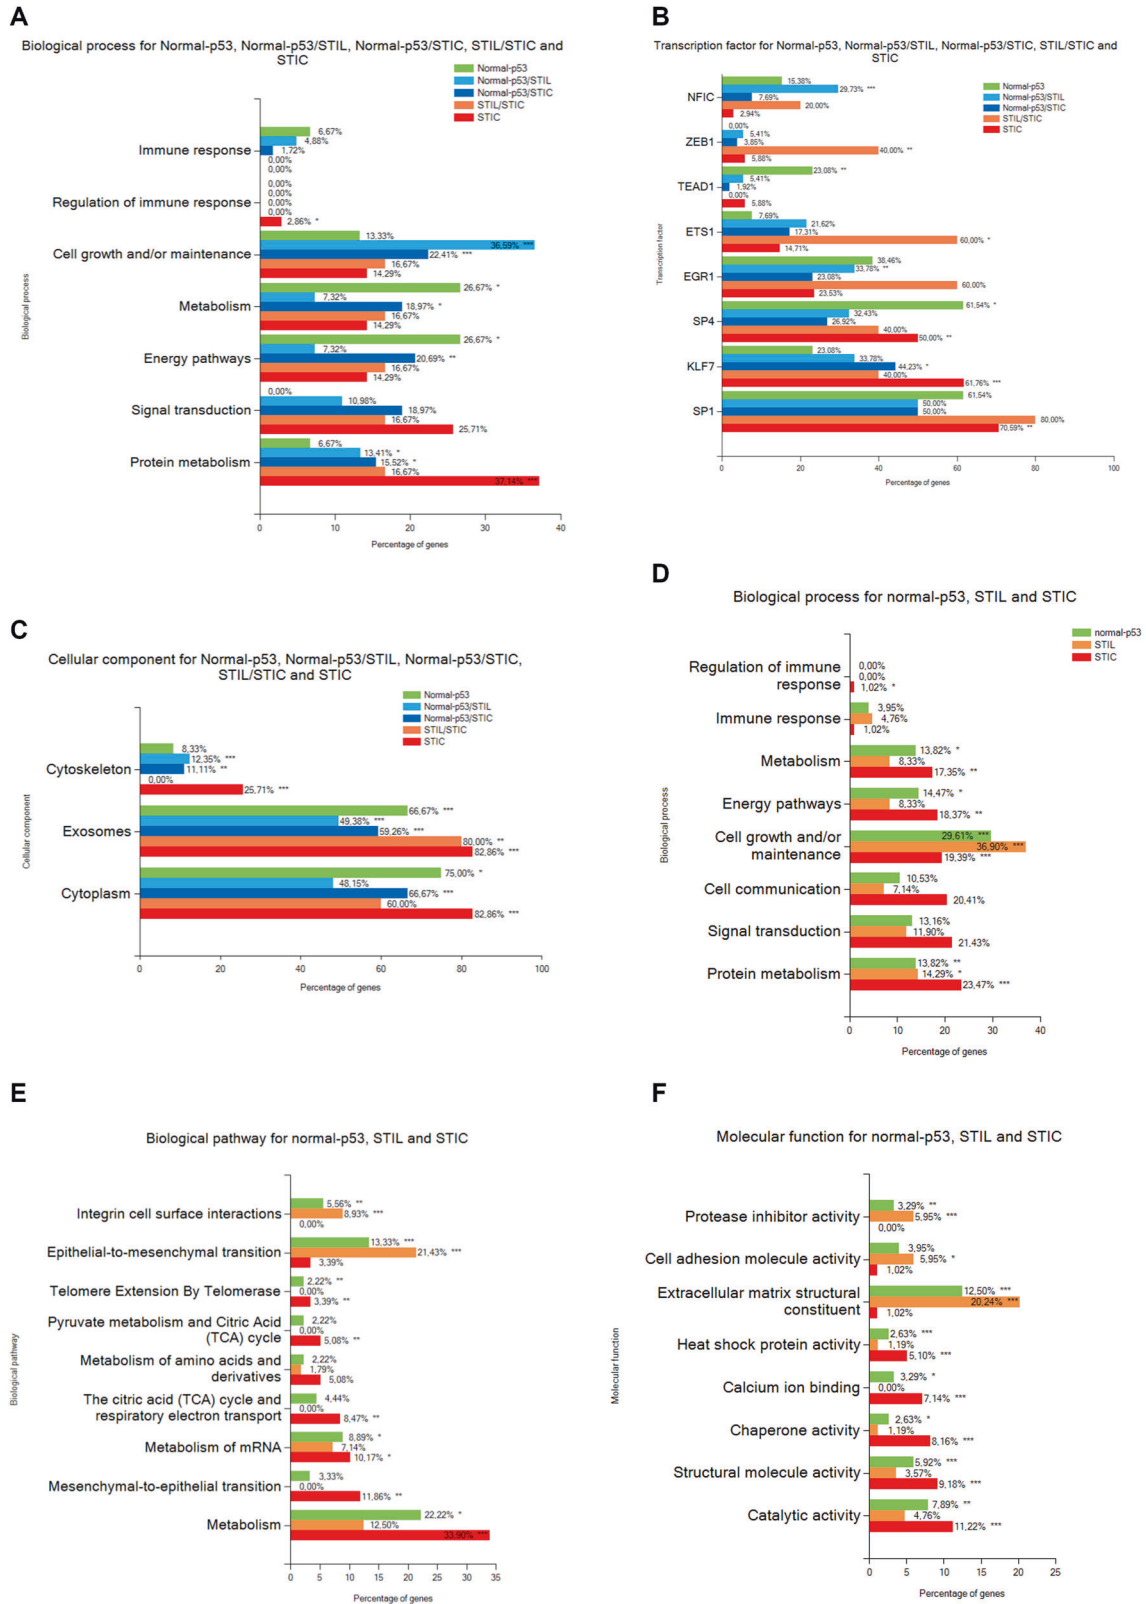 A
Biological process for Normal-p53, Normal-p53/STIL, Normal-p53/STIC, STIL/STIC and
STIC
Normal-p53
Normal-p53/STIL
Normal-p53/STIC
STIL/STIC
STIC
Biological process
Immune response
6,67%
4,88%
1,72%
0,00%
0,00%
Regulation of immune response
0,00%
0,00%
0,00%
0,00%
2,86% *
Cell growth and/or maintenance
13,33%
36,59% ***
22,41% ***
16,67%
14,29%
Metabolism
26,67% *
7,32%
18,97% *
16,67%
14,29%
Energy pathways
26,67% *
7,32%
20,69% **
16,67%
14,29%
Signal transduction
0,00%
10,98%
18,97%
16,67%
25,71%
Protein metabolism
6,67%
13,41% *
15,52% *
16,67%
37,14% ***
0 10 20 30 40
Percentage of genes
B
Transcription factor for Normal-p53, Normal-p53/STIL, Normal-p53/STIC, STIL/STIC and
STIC
Normal-p53
Normal-p53/STIL
Normal-p53/STIC
STIL/STIC
STIC
Transcription factor
NFIC
15,38%
29,73% ***
7,69%
20,00%
2,94%
ZEB1
0,00%
5,41%
3,85%
40,00% **
5,88%
TEAD1
23,08% **
5,41%
1,92%
0,00%
5,88%
ETS1
7,69%
21,62%
17,31%
60,00% *
14,71%
EGR1
38,46%
33,78% **
23,08%
60,00%
23,53%
SP4
61,54% *
32,43%
26,92%
40,00%
50,00% **
KLF7
23,08%
33,78%
44,23% *
40,00%
61,76% ***
SP1
61,54%
50,00%
50,00%
80,00%
70,59% **
0 20 40 60 80 100
Percentage of genes
C
Cellular component for Normal-p53, Normal-p53/STIL, Normal-p53/STIC,
STIL/STIC and STIC
Normal-p53
Normal-p53/STIL
Normal-p53/STIC
STIL/STIC
STIC
Cellular component
Cytoskeleton
8,33%
12,35% ***
11,11% **
0,00%
25,71% ***
Exosomes
66,67% ***
49,38% ***
59,26% ***
80,00% **
82,86% ***
Cytoplasm
75,00% *
48,15%
66,67% ***
60,00%
82,86% ***
0 20 40 60 80 100
Percentage of genes
D
Biological process for normal-p53, STIL and STIC
normal-p53
STIL
STIC
Biological process
Regulation of immune
response
0,00%
0,00%
1,02% *
Immune response
3,95%
4,76%
1,02%
Metabolism
13,82% *
8,33%
17,35% **
Energy pathways
14,47% *
8,33%
18,37% **
Cell growth and/or
maintenance
29,61% ***
36,90% ***
19,39% ***
Cell communication
10,53%
7,14%
20,41%
Signal transduction
13,16%
11,90%
21,43%
Protein metabolism
13,82% **
14,29% *
23,47% ***
0 10 20 30 40
Percentage of genes
E
Biological pathway for normal-p53, STIL and STIC
Biological pathway
Integrin cell surface interactions
5,56% **
8,93% ***
0,00%
Epithelial-to-mesenchymal transition
13,33% ***
21,43% ***
3,39%
Telomere Extension By Telomerase
2,22% **
0,00%
3,39% **
Pyruvate metabolism and Citric Acid
(TCA) cycle
2,22%
0,00%
5,08% **
Metabolism of amino acids and
derivatives
2,22%
1,79%
5,08%
The citric acid (TCA) cycle and
respiratory electron transport
4,44%
0,00%
8,47% **
Metabolism of mRNA
8,89% *
7,14%
10,17% *
Mesenchymal-to-epithelial transition
3,33%
0,00%
11,86% **
Metabolism
22,22% *
12,50%
33,90% ***
0 5 10 15 20 25 30 35
Percentage of genes
F
Molecular function for normal-p53, STIL and STIC
Molecular function
Protease inhibitor activity
3,29% **
5,95% ***
0,00%
Cell adhesion molecule activity
3,95%
5,95% *
1,02%
Extracellular matrix structural
constituent
12,50% ***
20,24% ***
1,02%
Heat shock protein activity
2,63% ***
1,19%
5,10% ***
Calcium ion binding
3,29% *
0,00%
7,14% ***
Chaperone activity
2,63% *
1,19%
8,16% ***
Structural molecule activity
5,92% ***
3,57%
9,18% ***
Catalytic activity
7,89% **
4,76%
11,22% ***
0 5 10 15 20 25
Percentage of genes